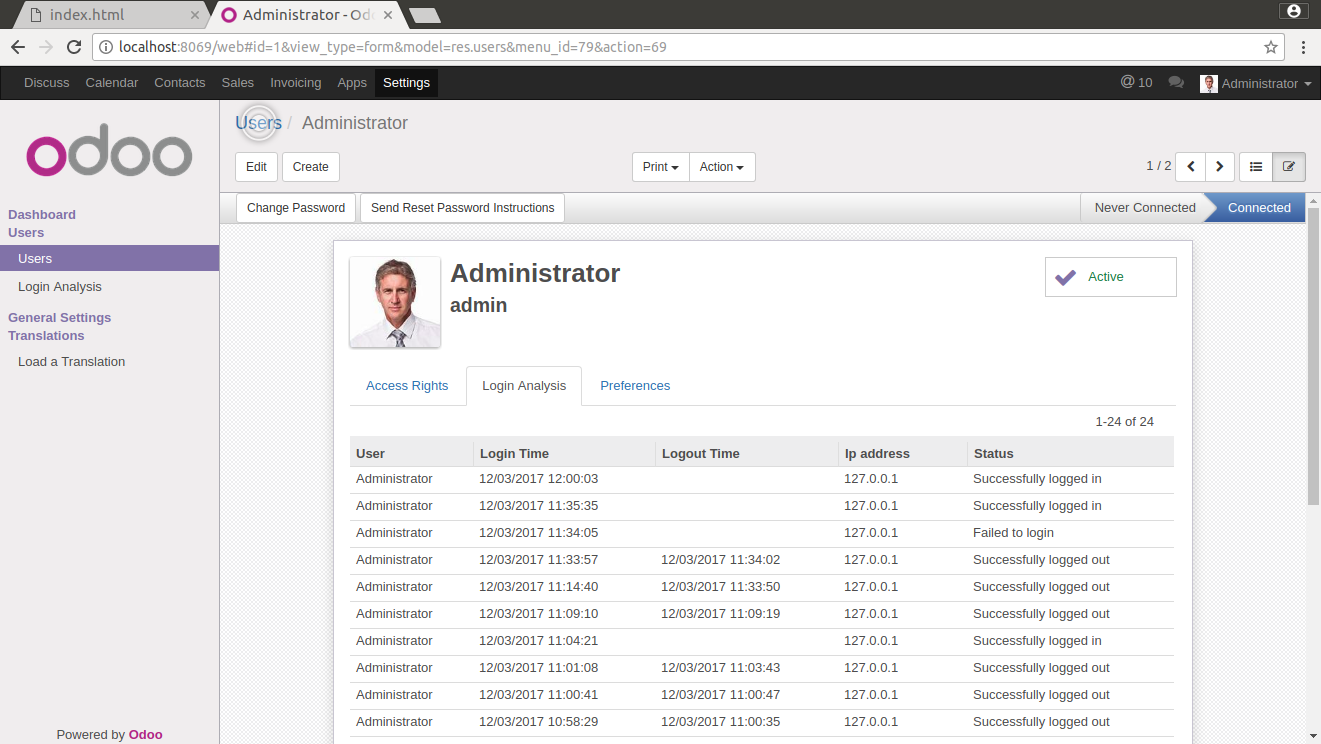 index.html
Administrator - Od
localhost:8069/web#id=1&view_type=form&model=res.users&menu_id=79&action=69
Discuss Calendar Contacts Sales Invoicing Apps Settings @ 10 Administrator
odoo
Users / Administrator
Edit Create Print Action 1 / 2
Dashboard
Users
Users
Login Analysis
General Settings
Translations
Load a Translation
Powered by Odoo
Change Password Send Reset Password Instructions Never Connected Connected
Administrator
admin
Active
Access Rights Login Analysis Preferences
1-24 of 24
User Login Time Logout Time Ip address Status
Administrator 12/03/2017 12:00:03 127.0.0.1 Successfully logged in
Administrator 12/03/2017 11:35:35 127.0.0.1 Successfully logged in
Administrator 12/03/2017 11:34:05 127.0.0.1 Failed to login
Administrator 12/03/2017 11:33:57 12/03/2017 11:34:02 127.0.0.1 Successfully logged out
Administrator 12/03/2017 11:14:40 12/03/2017 11:33:50 127.0.0.1 Successfully logged out
Administrator 12/03/2017 11:09:10 12/03/2017 11:09:19 127.0.0.1 Successfully logged out
Administrator 12/03/2017 11:04:21 127.0.0.1 Successfully logged in
Administrator 12/03/2017 11:01:08 12/03/2017 11:03:43 127.0.0.1 Successfully logged out
Administrator 12/03/2017 11:00:41 12/03/2017 11:00:47 127.0.0.1 Successfully logged out
Administrator 12/03/2017 10:58:29 12/03/2017 11:00:35 127.0.0.1 Successfully logged out